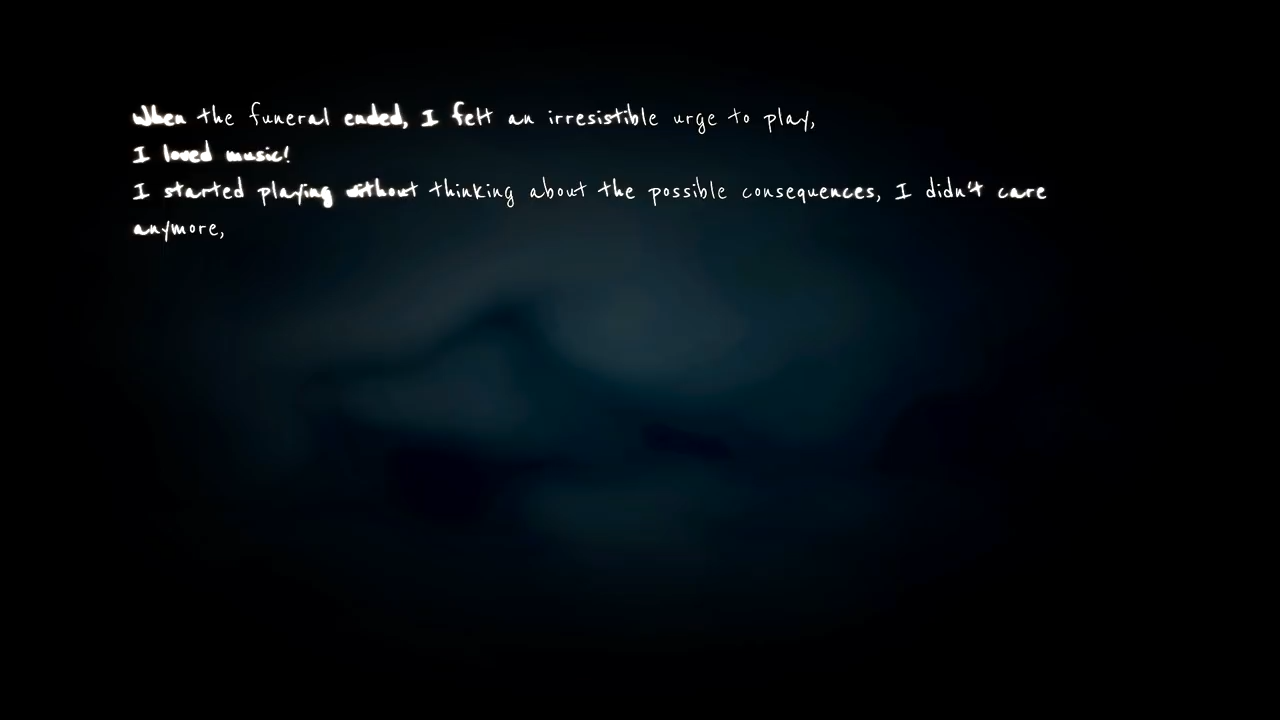 When the funeral ended, I felt an irresistible urge to play,
I loved music!
I started playing without thinking about the possible consequences, I didn't care
anymore,